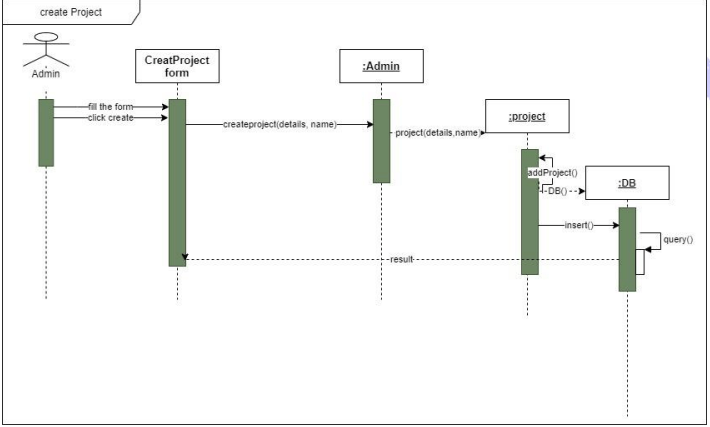 create Project
Admin
CreatProject
form
:Admin
:project
:DB
fill the form
click create
createproject(details, name)
project(details,name)
addProject()
DB()
insert()
query()
result